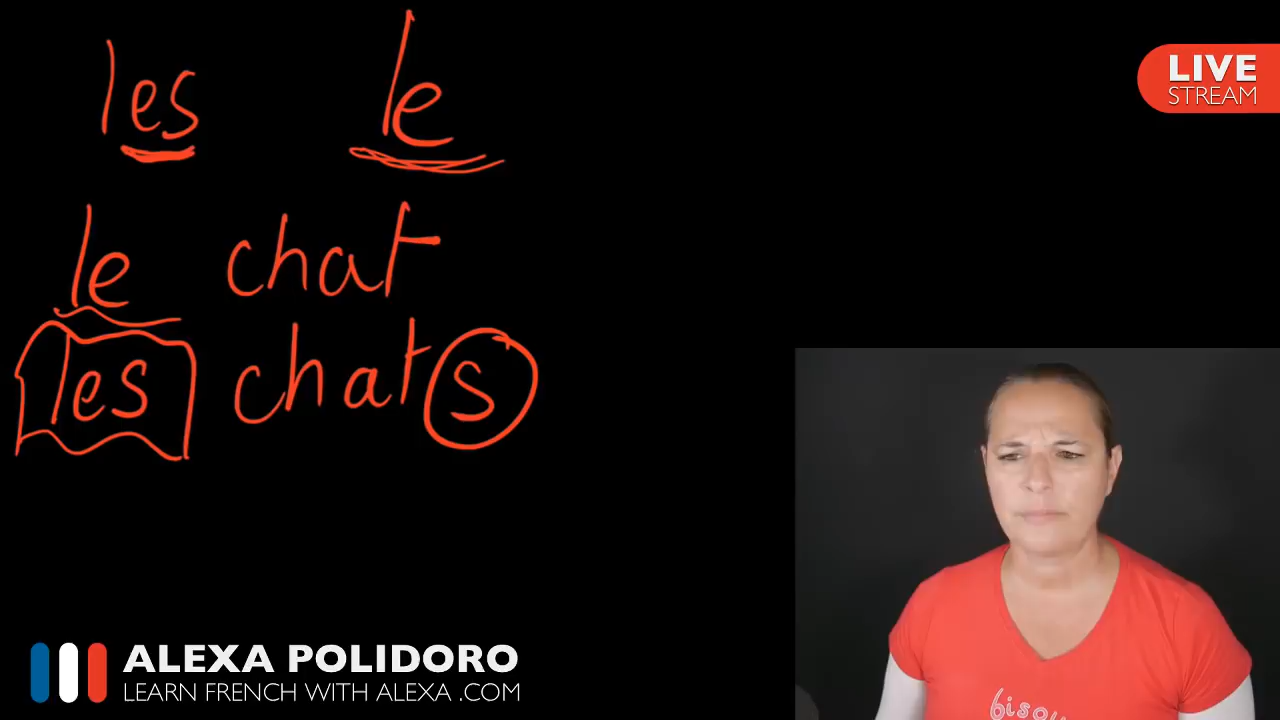 les le
le chat
les chats
LIVE
STREAM
ALEXA POLIDORO
LEARN FRENCH WITH ALEXA .COM